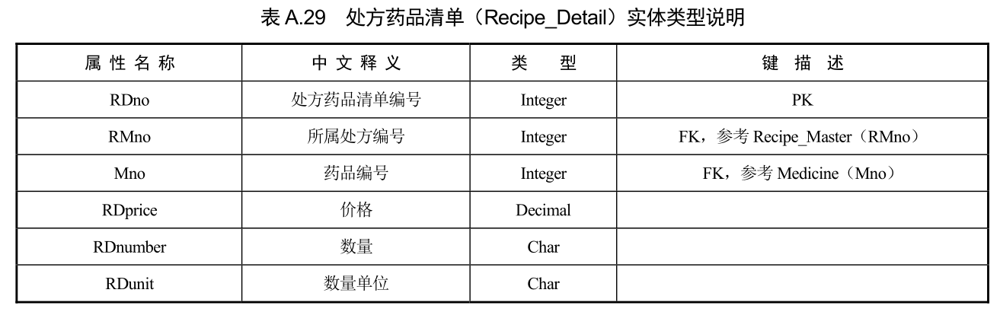 表 A.29 处方药品清单（Recipe_Detail）实体类型说明
属性名称 中文释义 类型 键描述
RDno 处方药品清单编号 Integer PK
RMno 所属处方编号 Integer FK，参考 Recipe_Master（RMno）
Mno 药品编号 Integer FK，参考 Medicine（Mno）
RDprice 价格 Decimal
RDnumber 数量 Char
RDunit 数量单位 Char